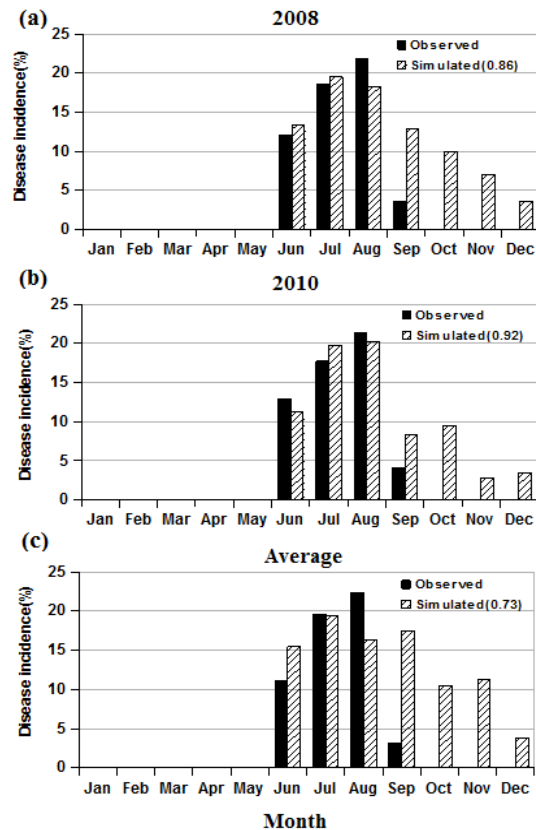 (a)
2008
Disease incidence(%)
25
20
15
10
5
0
Observed
Simulated(0.86)
Jan Feb Mar Apr May Jun Jul Aug Sep Oct Nov Dec
(b)
2010
Disease incidence(%)
25
20
15
10
5
0
Observed
Simulated(0.92)
Jan Feb Mar Apr May Jun Jul Aug Sep Oct Nov Dec
(c)
Average
Disease incidence(%)
25
20
15
10
5
0
Observed
Simulated(0.73)
Jan Feb Mar Apr May Jun Jul Aug Sep Oct Nov Dec
Month